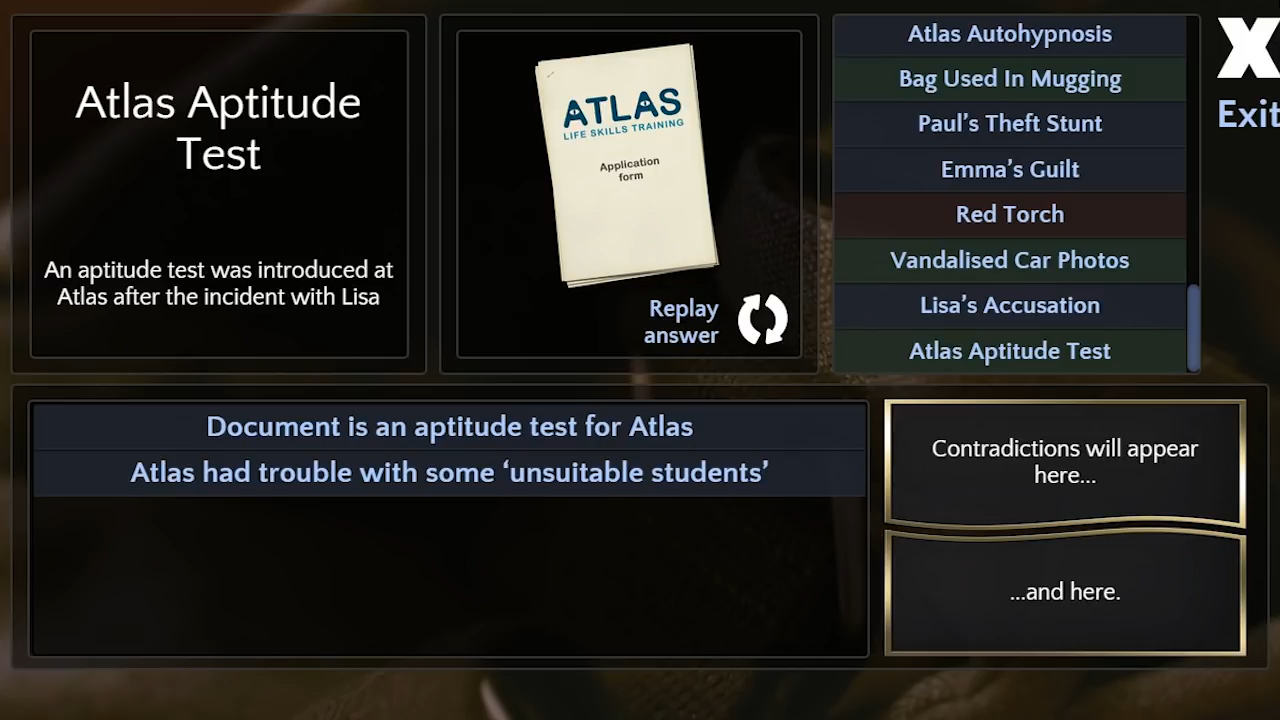 Atlas Aptitude
Test
An aptitude test was introduced at
Atlas after the incident with Lisa
ATLAS
LIFE SKILLS TRAINING
Application
form
Replay
answer
Atlas Autohypnosis
Bag Used In Mugging
Paul’s Theft Stunt
Emma’s Guilt
Red Torch
Vandalised Car Photos
Lisa’s Accusation
Atlas Aptitude Test
X
Exit
Document is an aptitude test for Atlas
Atlas had trouble with some ‘unsuitable students’
Contradictions will appear
here...
...and here.